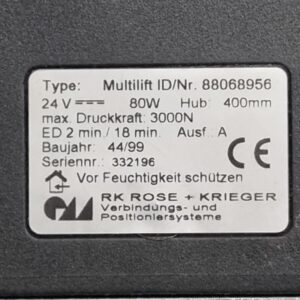 Type: Multilift ID/Nr. 88068956
24 V 80W Hub: 400mm
max. Druckkraft: 3000N
ED 2 min./ 18 min. Ausf.: A
Baujahr: 44/99
Seriennr.: 332196
CE
Vor Feuchtigkeit schützen
RK ROSE + KRIEGER
Verbindungs- und
Positioniersysteme